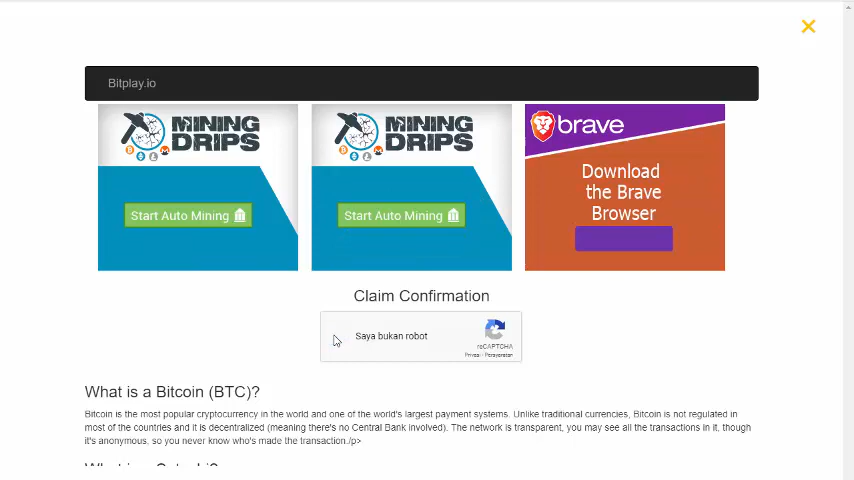 Bitplay.io
MINING
DRIPS
Start Auto Mining
MINING
DRIPS
Start Auto Mining
brave
Download
the Brave
Browser
Claim Confirmation
Saya bukan robot
reCAPTCHA
Privasi - Persyaratan
What is a Bitcoin (BTC)?
Bitcoin is the most popular cryptocurrency in the world and one of the world's largest payment systems. Unlike traditional currencies, Bitcoin is not regulated in
most of the countries and it is decentralized (meaning there's no Central Bank involved). The network is transparent, you may see all the transactions in it, though
it's anonymous, so you never know who's made the transaction./p>